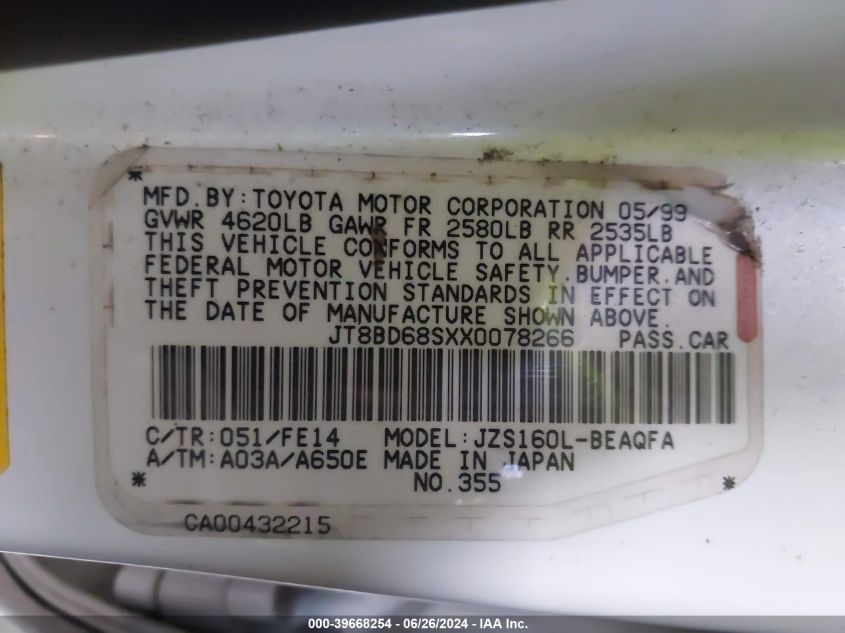 MFD.BY:TOYOTA MOTOR CORPORATION 05/99
GVWR 4620LB GAWR FR 2580LB RR 2535LB
THIS VEHICLE CONFORMS TO ALL APPLICABLE
FEDERAL MOTOR VEHICLE SAFETY,BUMPER,AND
THEFT PREVENTION STANDARDS IN EFFECT ON
THE DATE OF MANUFACTURE SHOWN ABOVE.
JT8BD68SXX0078266 PASS.CAR
C/TR:051/FE14 MODEL:JZS160L-BEAQFA
A/TM:A03A/A650E MADE IN JAPAN
NO.355
CA00432215
000-39668254 - 06/26/2024 - IAA Inc.